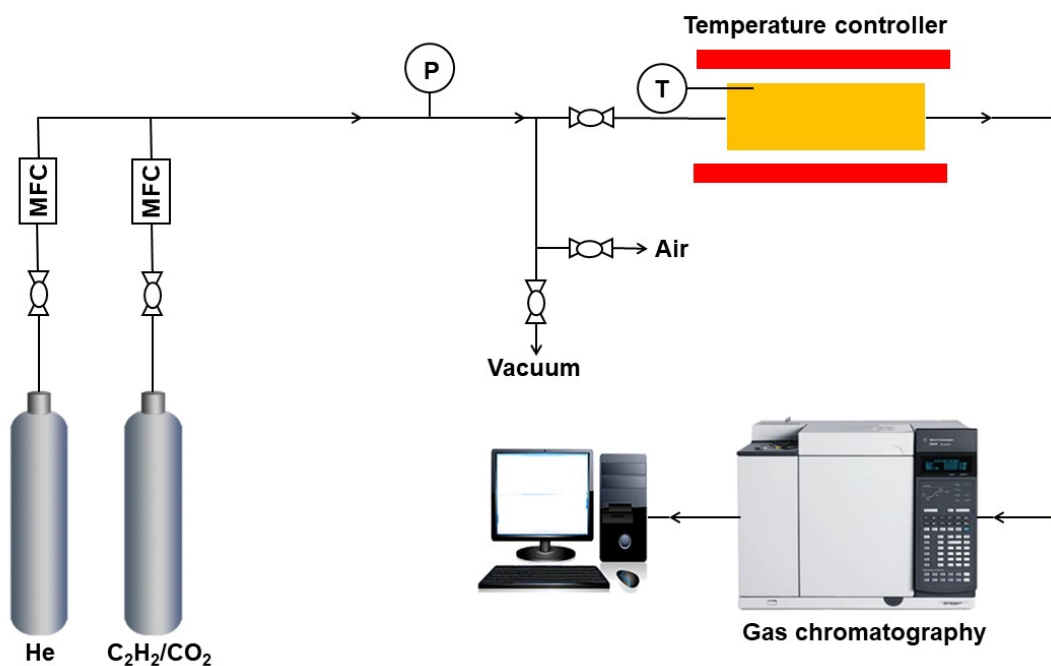 Temperature controller
P
T
MFC
MFC
Air
Vacuum
He
C₂H₂/CO₂
Gas chromatography